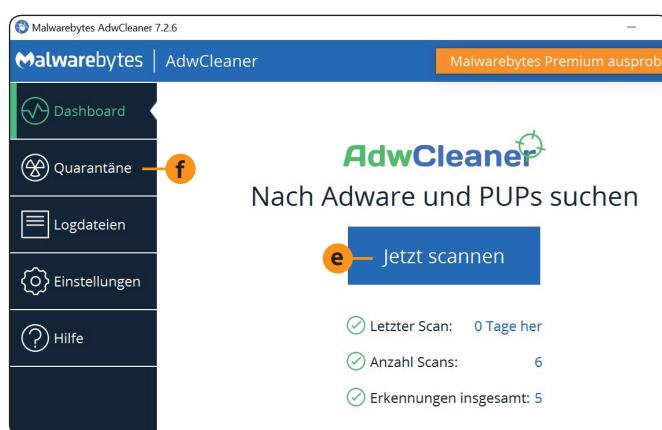 Malwarebytes AdwCleaner 7.2.6
Malwarebytes | AdwCleaner
Malwarebytes Premium ausprob
Dashboard
Quarantäne
f
Logdateien
Einstellungen
Hilfe
AdwCleaner
Nach Adware und PUPs suchen
e
Jetzt scannen
Letzter Scan: 0 Tage her
Anzahl Scans: 6
Erkennungen insgesamt: 5